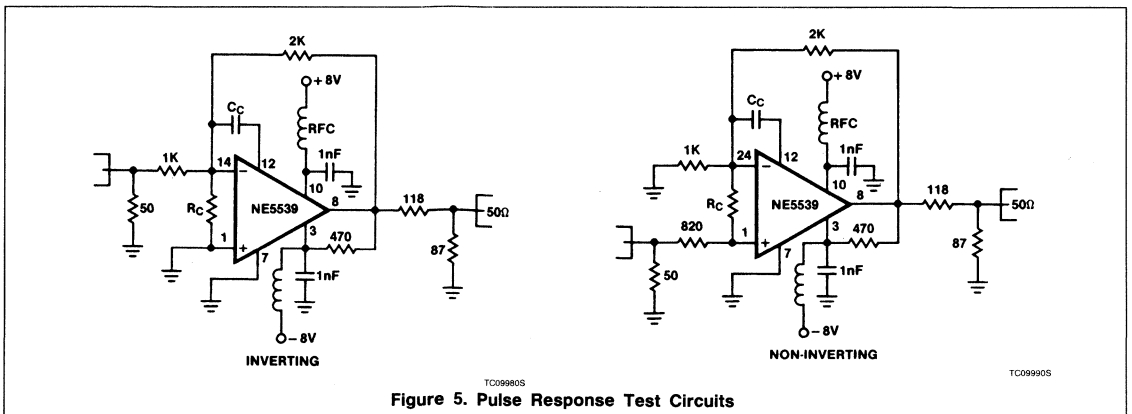 2K
+ 8V
CC
RFC
1nF
1K
14
12
10
8
118
50Ω
50
RC
NE5539
3
470
87
1
7
1nF
− 8V
INVERTING
TC09980S
2K
+ 8V
CC
RFC
1nF
1K
24
12
10
8
118
50Ω
RC
NE5539
3
470
87
820
1
7
50
1nF
− 8V
NON-INVERTING
TC09990S
Figure 5. Pulse Response Test Circuits